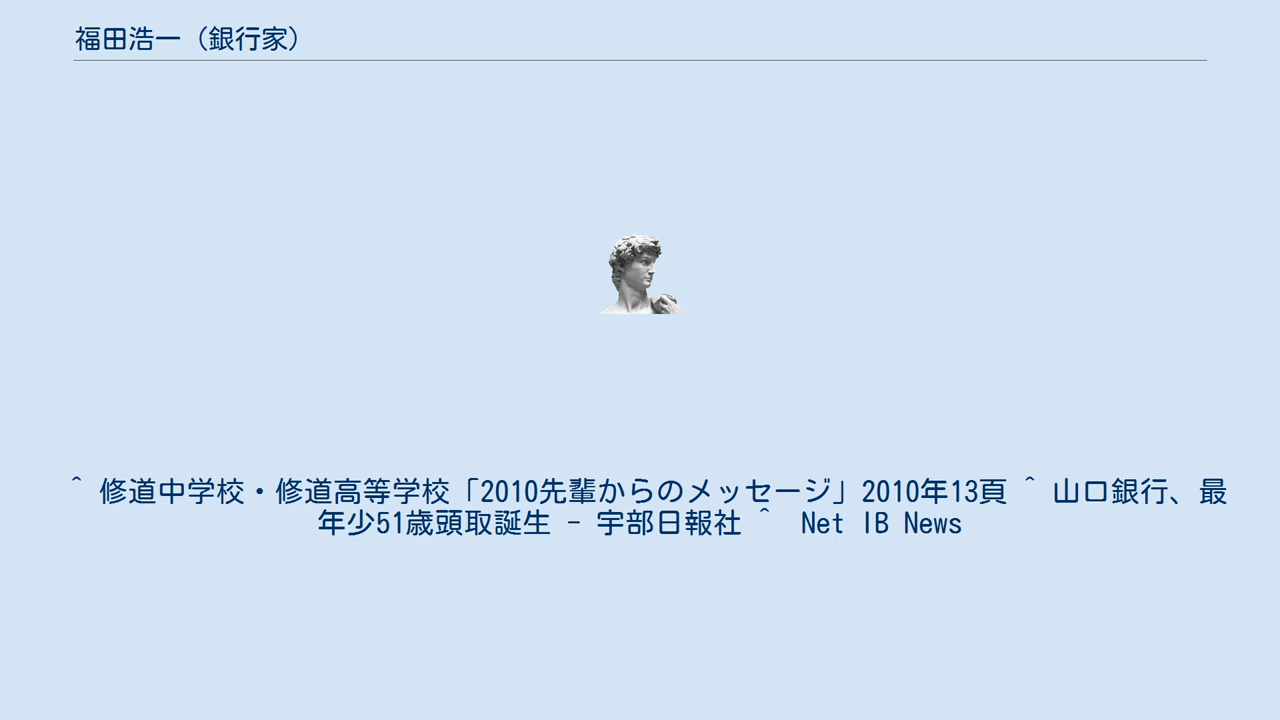 福田浩一（銀行家）
^ 修道中学校・修道高等学校「2010先輩からのメッセージ」2010年13頁 ^ 山口銀行、最
年少51歳頭取誕生 - 宇部日報社 ^  Net IB News